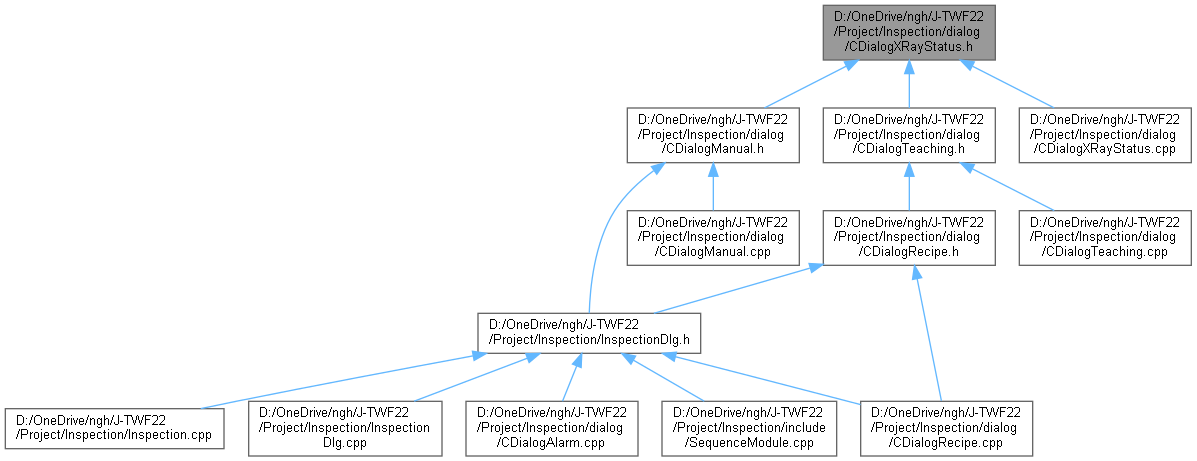 D:/OneDrive/ngh/J-TWF22
/Project/Inspection/dialog
/CDialogXRayStatus.h
D:/OneDrive/ngh/J-TWF22
/Project/Inspection/dialog
/CDialogManual.h
D:/OneDrive/ngh/J-TWF22
/Project/Inspection/dialog
/CDialogTeaching.h
D:/OneDrive/ngh/J-TWF22
/Project/Inspection/dialog
/CDialogXRayStatus.cpp
D:/OneDrive/ngh/J-TWF22
/Project/Inspection/dialog
/CDialogManual.cpp
D:/OneDrive/ngh/J-TWF22
/Project/Inspection/dialog
/CDialogRecipe.h
D:/OneDrive/ngh/J-TWF22
/Project/Inspection/dialog
/CDialogTeaching.cpp
D:/OneDrive/ngh/J-TWF22
/Project/Inspection/InspectionDlg.h
D:/OneDrive/ngh/J-TWF22
/Project/Inspection/Inspection.cpp
D:/OneDrive/ngh/J-TWF22
/Project/Inspection/Inspection
Dlg.cpp
D:/OneDrive/ngh/J-TWF22
/Project/Inspection/dialog
/CDialogAlarm.cpp
D:/OneDrive/ngh/J-TWF22
/Project/Inspection/include
/SequenceModule.cpp
D:/OneDrive/ngh/J-TWF22
/Project/Inspection/dialog
/CDialogRecipe.cpp